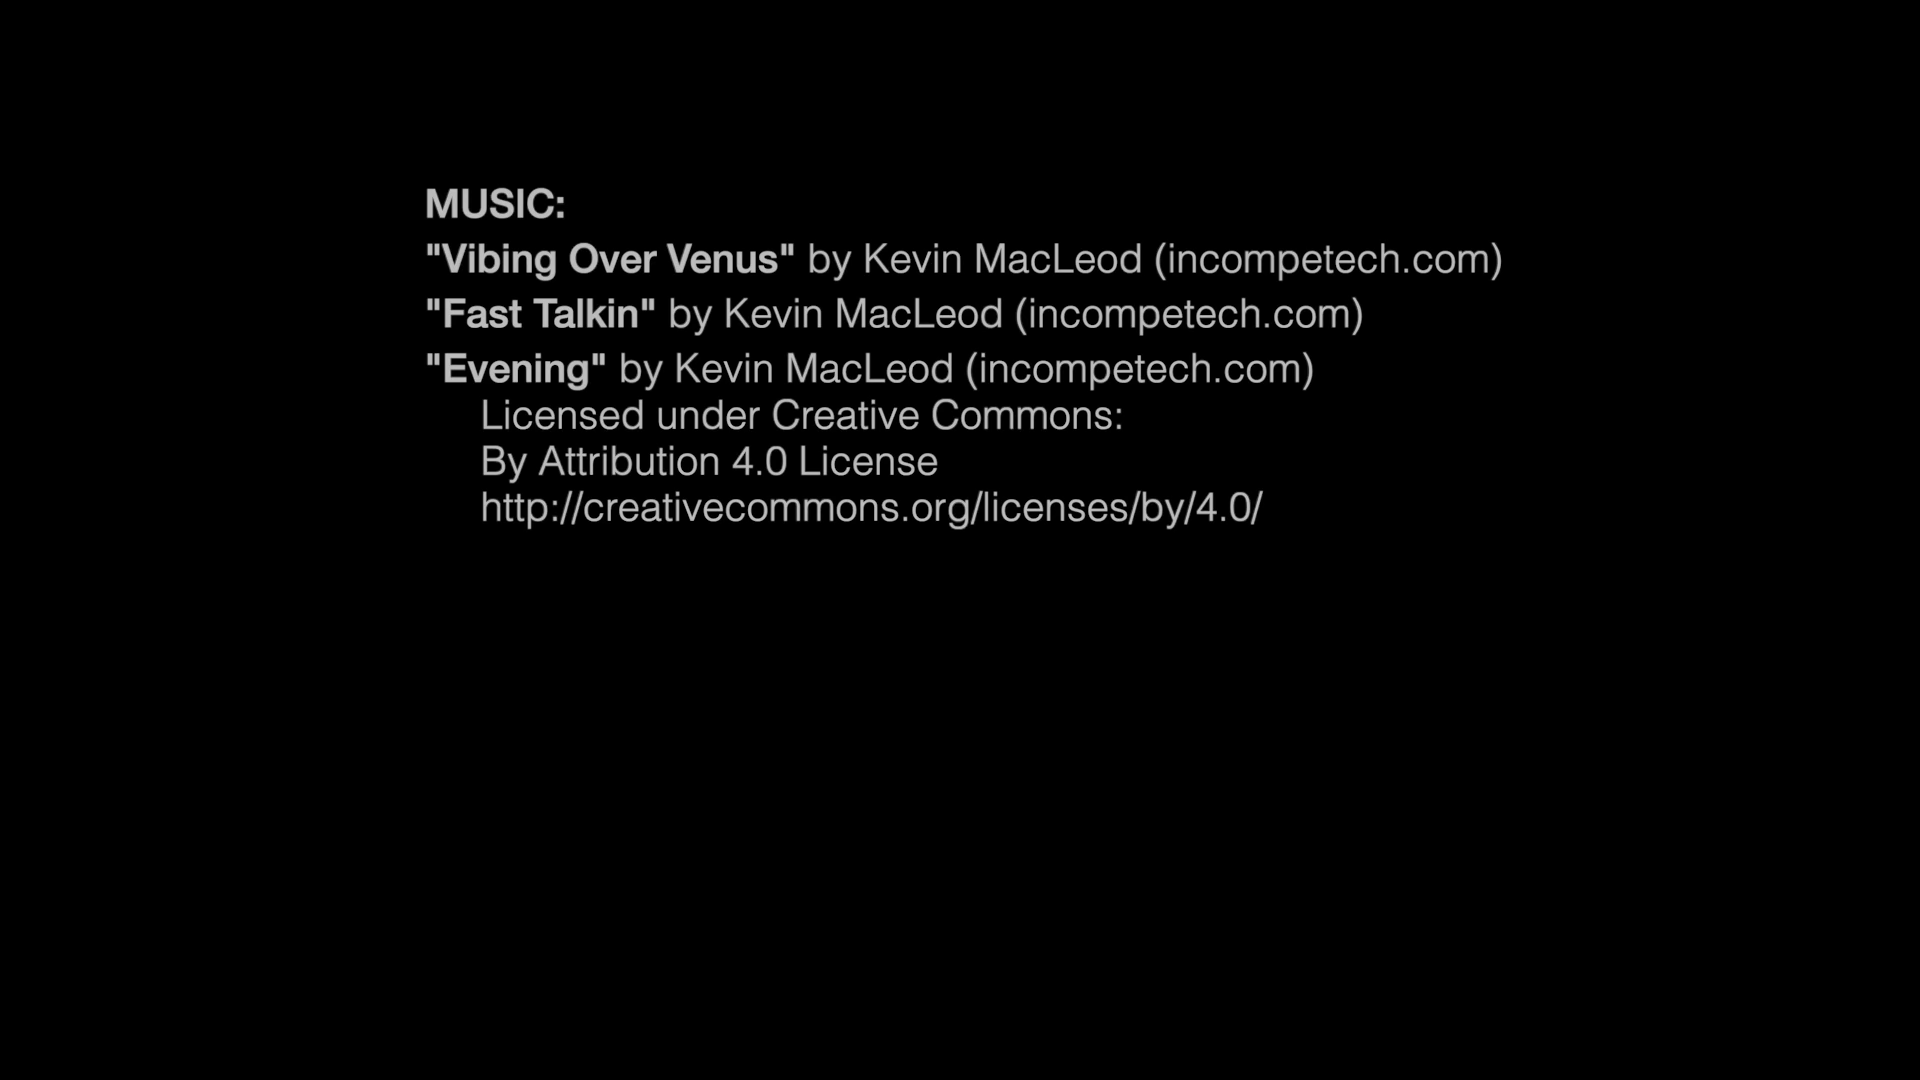 MUSIC:
"Vibing Over Venus" by Kevin MacLeod (incompetech.com)
"Fast Talkin" by Kevin MacLeod (incompetech.com)
"Evening" by Kevin MacLeod (incompetech.com)
Licensed under Creative Commons:
By Attribution 4.0 License
http://creativecommons.org/licenses/by/4.0/